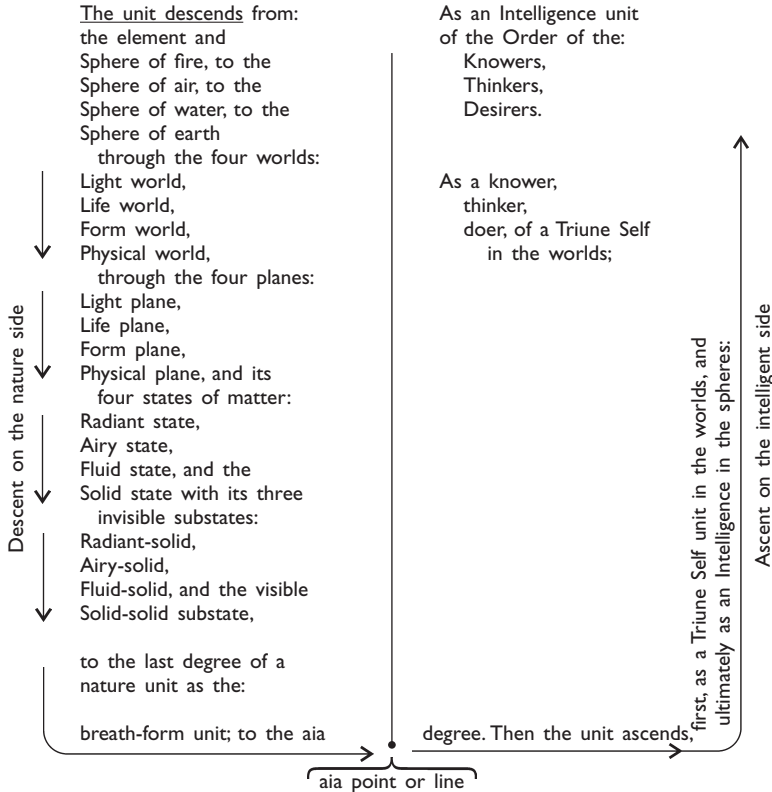 The unit descends from:
the element and
Sphere of fire, to the
Sphere of air, to the
Sphere of water, to the
Sphere of earth
through the four worlds:
Light world,
Life world,
Form world,
Physical world,
through the four planes:
Light plane,
Life plane,
Form plane,
Physical plane, and its
four states of matter:
Radiant state,
Airy state,
Fluid state, and the
Solid state with its three
invisible substates:
Radiant-solid,
Airy-solid,
Fluid-solid, and the visible
Solid-solid substate,
to the last degree of a
nature unit as the:
breath-form unit; to the aia
Descent on the nature side
aia point or line
degree. Then the unit ascends,
first, as a Triune Self unit in the worlds, and
ultimately as an Intelligence in the spheres:
Ascent on the intelligent side
As a knower,
thinker,
doer, of a Triune Self
in the worlds;
As an Intelligence unit
of the Order of the:
Knowers,
Thinkers,
Desirers.